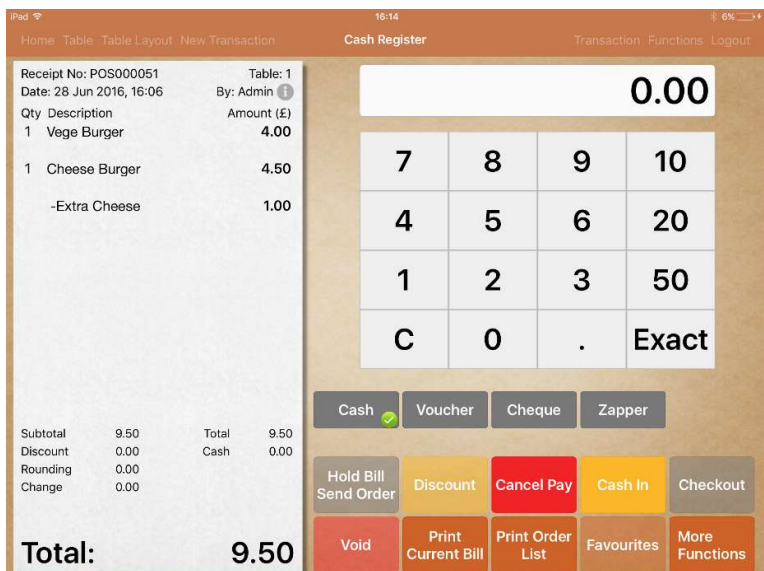 iPad 16:14 6%
Home Table Table Layout New Transaction Cash Register Transaction Functions Logout
Receipt No: POS000051 Table: 1
Date: 28 Jun 2016, 16:06 By: Admin i
Qty Description Amount (£)
1 Vege Burger 4.00
1 Cheese Burger 4.50
-Extra Cheese 1.00
Subtotal 9.50 Total 9.50
Discount 0.00 Cash 0.00
Rounding 0.00
Change 0.00
Total: 9.50
0.00
7 8 9 10
4 5 6 20
1 2 3 50
C 0 . Exact
Cash Voucher Cheque Zapper
Hold Bill
Send Order
Discount
Cancel Pay
Cash In
Checkout
Void
Print
Current Bill
Print Order
List
Favourites
More
Functions